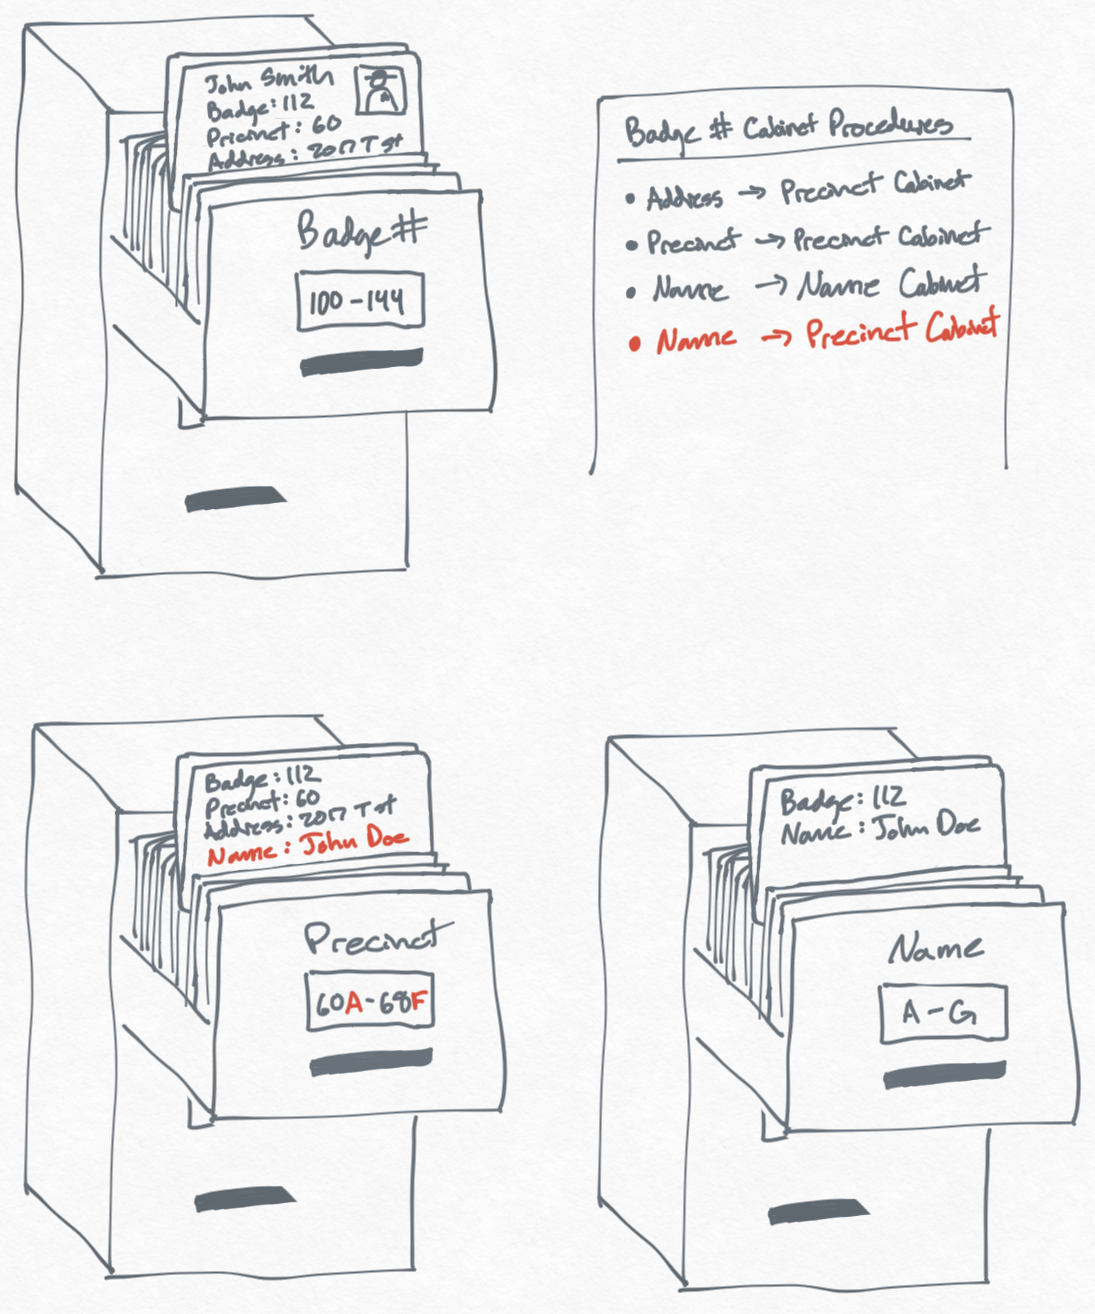 John Smith
Badge: 112
Pricinct: 60
Address: 2017 T st
Badge #
100-144
Badge # Cabinet Procedures
• Address → Precinct Cabinet
• Precinct → Precinct Cabinet
• Name → Name Cabinet
• Name → Precinct Cabinet
Badge: 112
Precinct: 60
Address: 2017 T st
Name: John Doe
Precinct
60A-68F
Badge: 112
Name: John Doe
Name
A-G